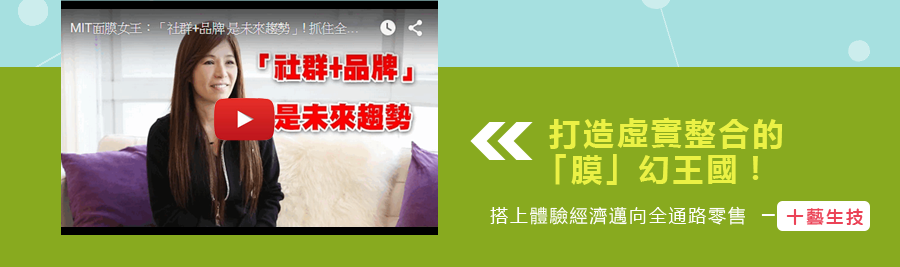 MIT面膜女王：「社群+品牌 是未來趨勢」! 抓住全...
「社群+品牌」
是未來趨勢
打造虛實整合的
「膜」幻王國！
搭上體驗經濟邁向全通路零售 — 十藝生技